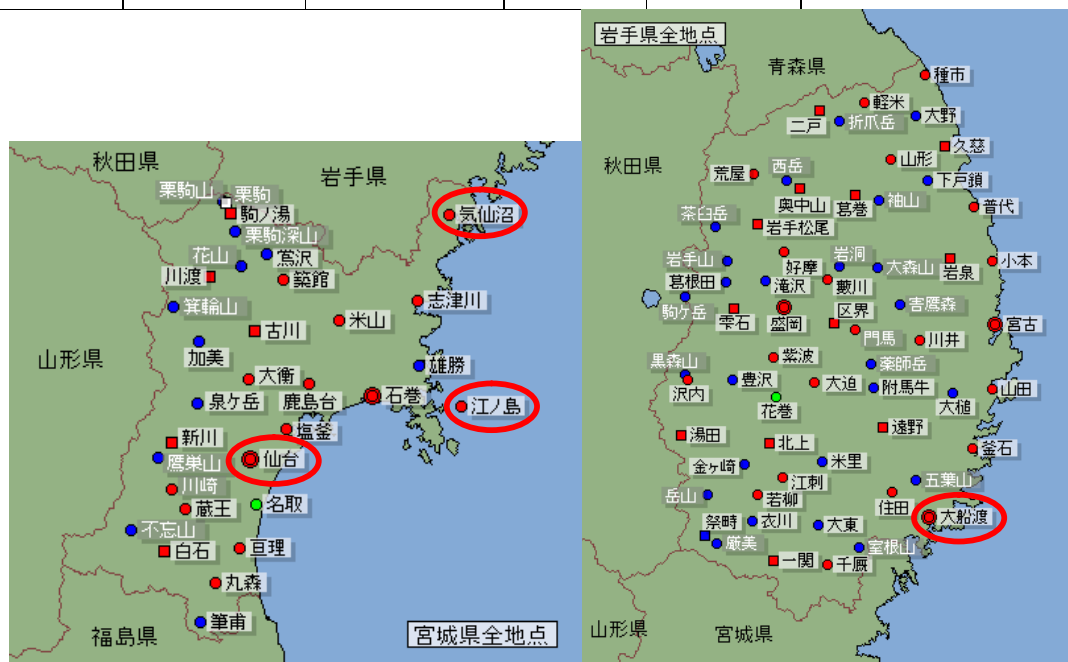 秋田県
岩手県
栗駒山
栗駒
駒ノ湯
気仙沼
栗駒深山
花山
鶯沢
川渡
築館
箕輪山
志津川
米山
古川
山形県
加美
雄勝
大衡
鹿島台
石巻
泉ケ岳
江ノ島
塩釜
新川
仙台
鷹巣山
川崎
蔵王
名取
不忘山
白石
亘理
丸森
筆甫
福島県
宮城県全地点
岩手県全地点
青森県
種市
軽米
二戸
折爪岳
大野
久慈
山形
秋田県
荒屋
西岳
下戸鎖
奥中山
葛巻
袖山
普代
茶臼岳
岩手松尾
岩手山
好摩
岩洞
大森山
岩泉
小本
葛根田
滝沢
藪川
駒ケ岳
雫石
盛岡
区界
害鷹森
宮古
門馬
川井
黒森山
紫波
薬師岳
沢内
豊沢
大迫
附馬牛
山田
花巻
大槌
湯田
北上
遠野
釜石
金ヶ崎
米里
江刺
五葉山
岳山
若柳
住田
大船渡
祭畤
衣川
大東
厳美
室根山
一関
千厩
山形県
宮城県